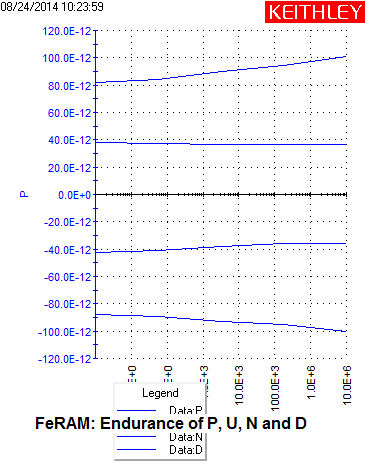 08/24/2014 10:23:59
KEITHLEY
120.0E-12
100.0E-12
80.0E-12
60.0E-12
40.0E-12
20.0E-12
0.0E+0
-20.0E-12
-40.0E-12
-60.0E-12
-80.0E-12
-100.0E-12
-120.0E-12
P
10.0E+3
100.0E+3
1.0E+6
10.0E+6
Legend
Data:P
FeRAM: Endurance of P, U, N and D
Data:N
Data:D